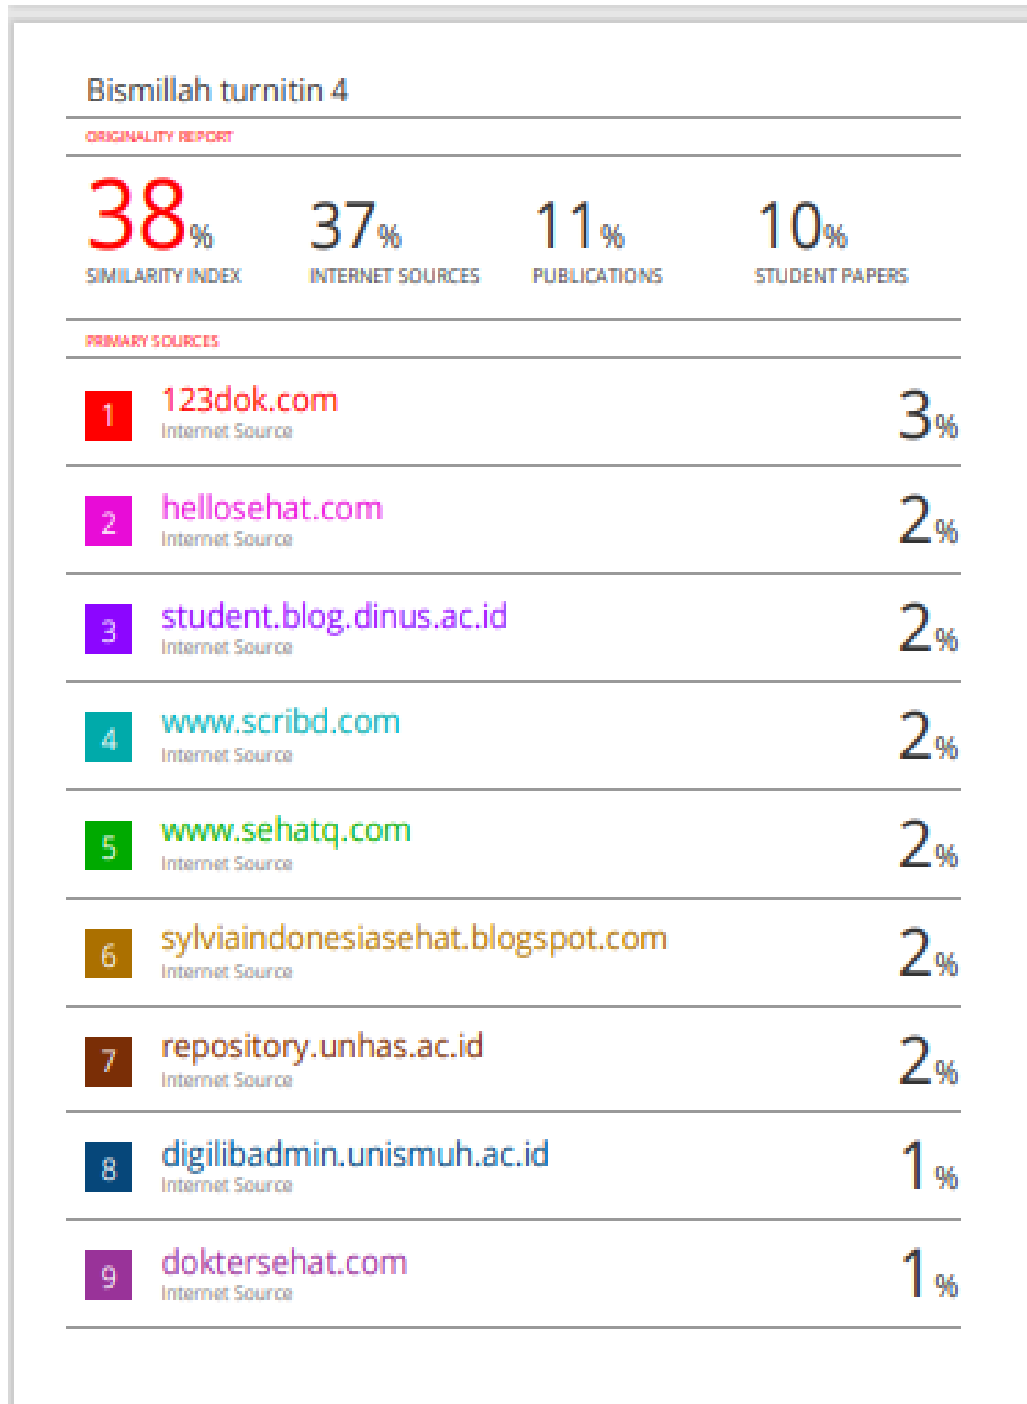 Bismillah turnitin 4
ORIGINALITY REPORT
38% 37% 11% 10%
SIMILARITY INDEX INTERNET SOURCES PUBLICATIONS STUDENT PAPERS
PRIMARY SOURCES
1 123dok.com 3%
Internet Source
2 hellosehat.com 2%
Internet Source
3 student.blog.dinus.ac.id 2%
Internet Source
4 www.scribd.com 2%
Internet Source
5 www.sehatq.com 2%
Internet Source
6 sylviaindonesiasehat.blogspot.com 2%
Internet Source
7 repository.unhas.ac.id 2%
Internet Source
8 digilibadmin.unismuh.ac.id 1%
Internet Source
9 doktersehat.com 1%
Internet Source